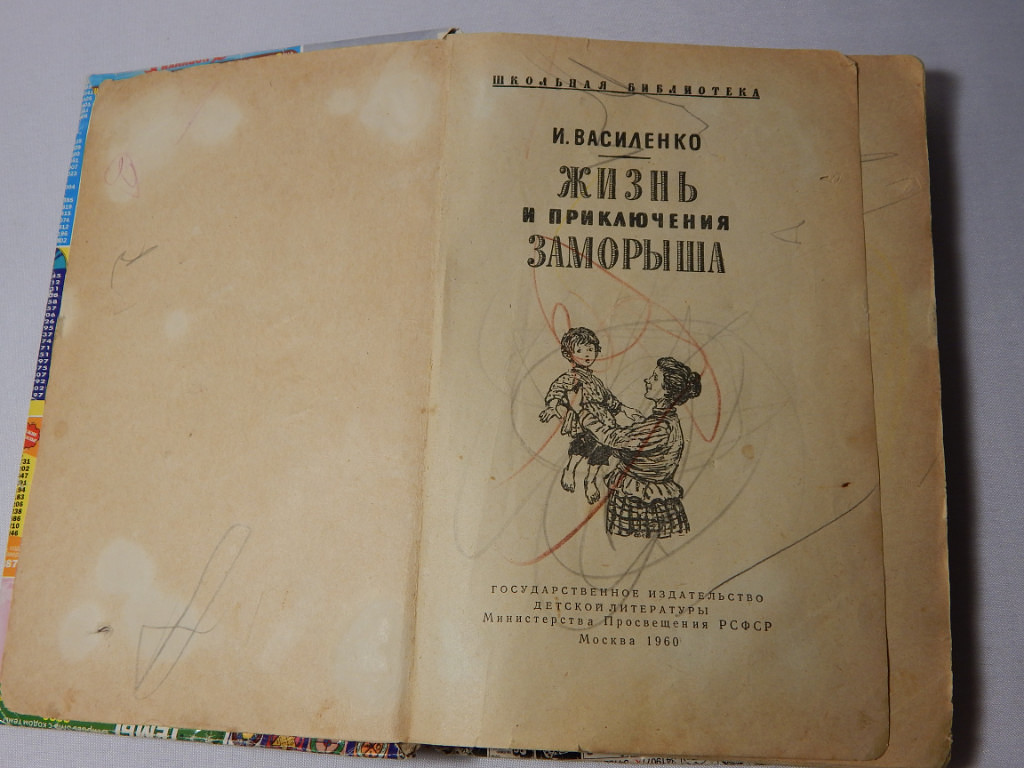 ШКОЛЬНАЯ БИБЛИОТЕКА
И. ВАСИЛЕНКО
ЖИЗНЬ
И ПРИКЛЮЧЕНИЯ
ЗАМОРЫША
ГОСУДАРСТВЕННОЕ ИЗДАТЕЛЬСТВО
ДЕТСКОЙ ЛИТЕРАТУРЫ
Министерства Просвещения РСФСР
Москва 1960